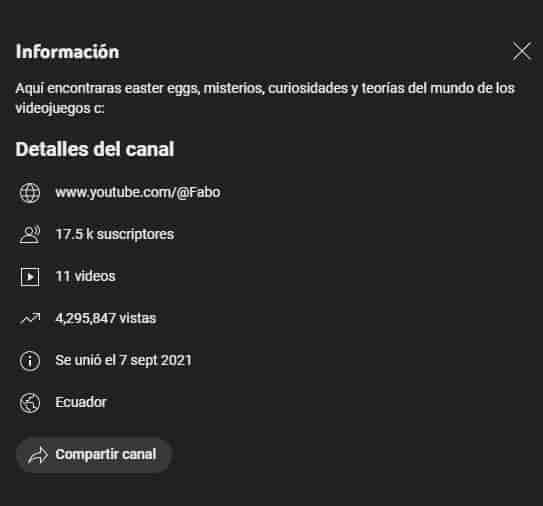 Información
Aquí encontraras easter eggs, misterios, curiosidades y teorías del mundo de los
videojuegos c:
Detalles del canal
www.youtube.com/@Fabo
17.5 k suscriptores
11 videos
4,295,847 vistas
Se unió el 7 sept 2021
Ecuador
Compartir canal